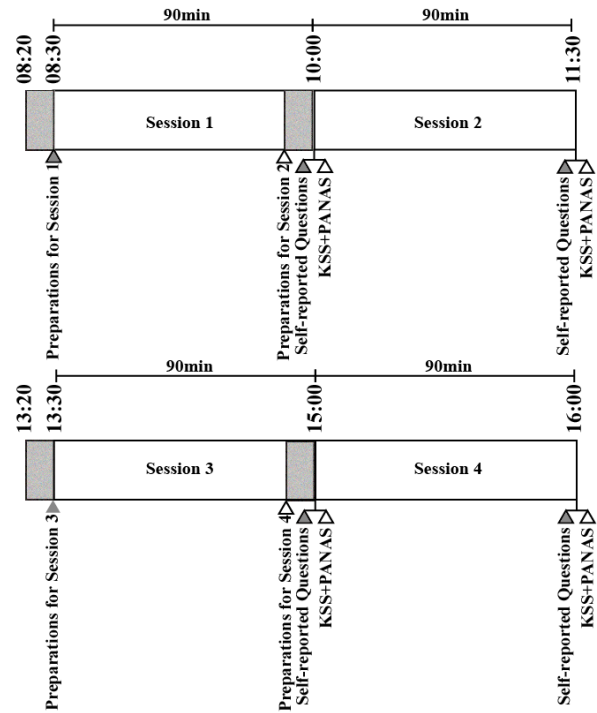 90min 90min
08:20 08:30 10:00 11:30
Session 1 Session 2
Preparations for Session 1
Preparations for Session 2
Self-reported Questions
KSS+PANAS
Self-reported Questions
KSS+PANAS
90min 90min
13:20 13:30 15:00 16:00
Session 3 Session 4
Preparations for Session 3
Preparations for Session 4
Self-reported Questions
KSS+PANAS
Self-reported Questions
KSS+PANAS